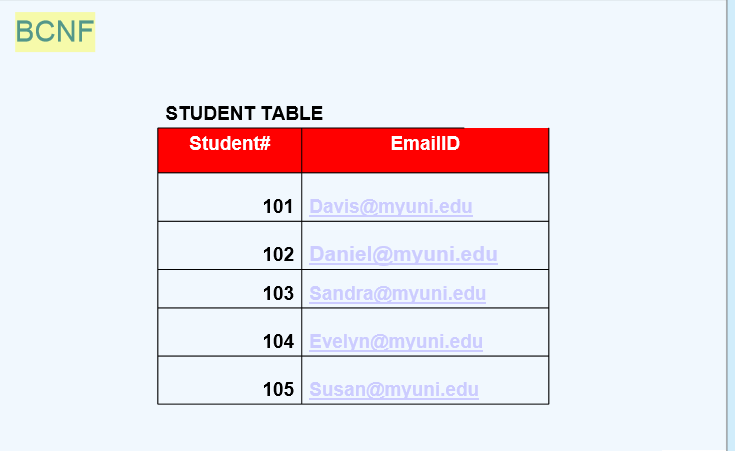 BCNF
STUDENT TABLE
Student# EmailID
101 Davis@myuni.edu
102 Daniel@myuni.edu
103 Sandra@myuni.edu
104 Evelyn@myuni.edu
105 Susan@myuni.edu